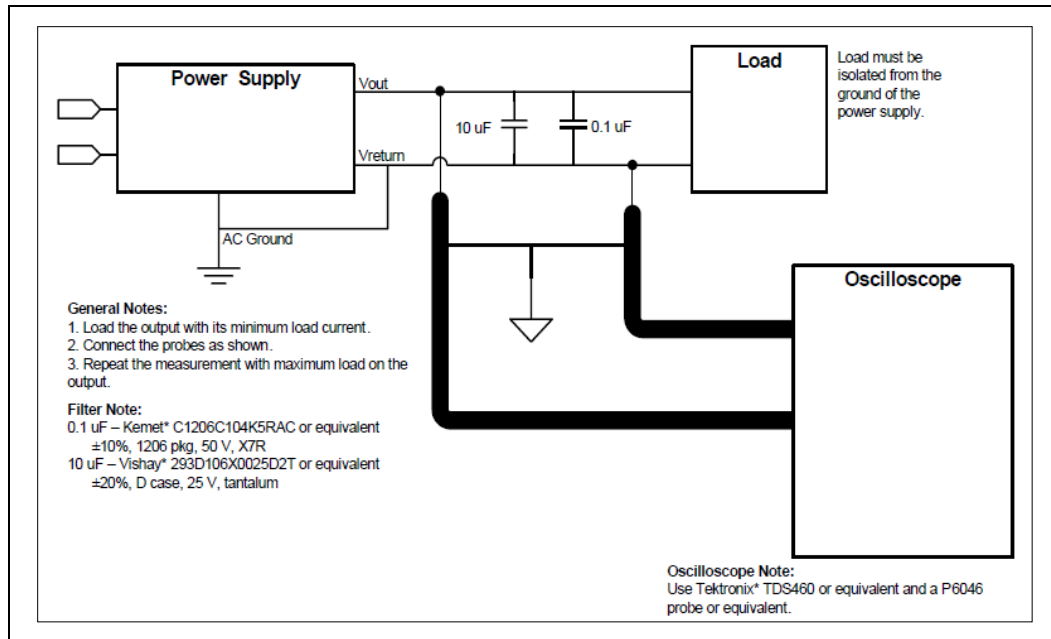 Power Supply
Vout
Vreturn
AC Ground
10 uF
0.1 uF
Load
Load must be
isolated from the
ground of the
power supply.
Oscilloscope
General Notes:
1. Load the output with its minimum load current.
2. Connect the probes as shown.
3. Repeat the measurement with maximum load on the
output.
Filter Note:
0.1 uF – Kemet* C1206C104K5RAC or equivalent
±10%, 1206 pkg, 50 V, X7R
10 uF – Vishay* 293D106X0025D2T or equivalent
±20%, D case, 25 V, tantalum
Oscilloscope Note:
Use Tektronix* TDS460 or equivalent and a P6046
probe or equivalent.